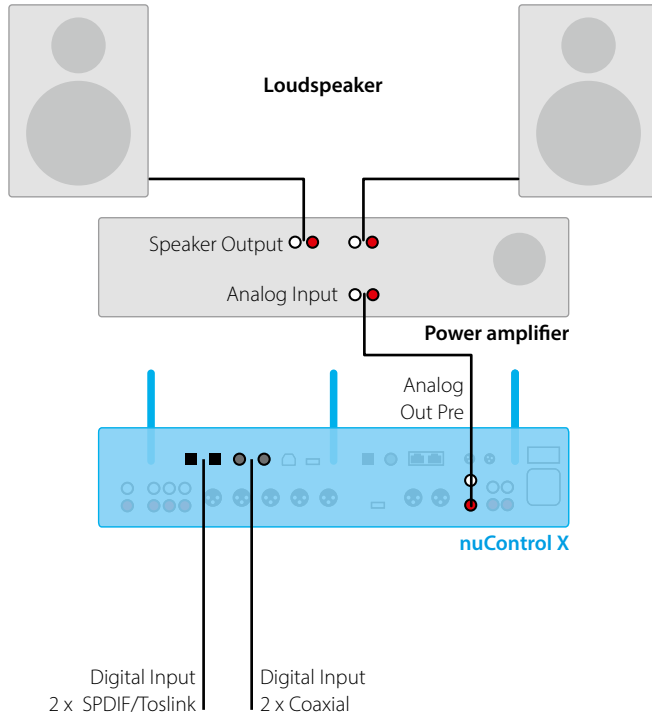 Loudspeaker
Speaker Output
Analog Input
Power amplifier
Analog
Out Pre
nuControl X
Digital Input
2 x SPDIF/Toslink
Digital Input
2 x Coaxial